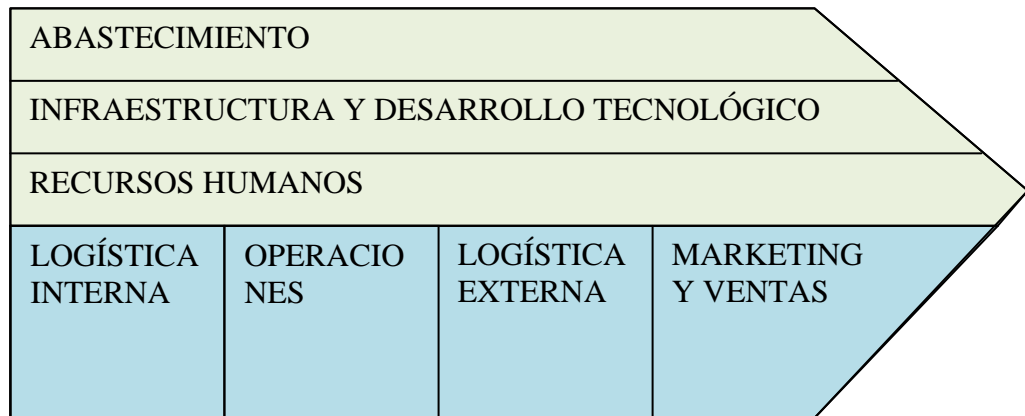 ABASTECIMIENTO
INFRAESTRUCTURA Y DESARROLLO TECNOLÓGICO
RECURSOS HUMANOS
LOGÍSTICA
INTERNA
OPERACIO
NES
LOGÍSTICA
EXTERNA
MARKETING
Y VENTAS